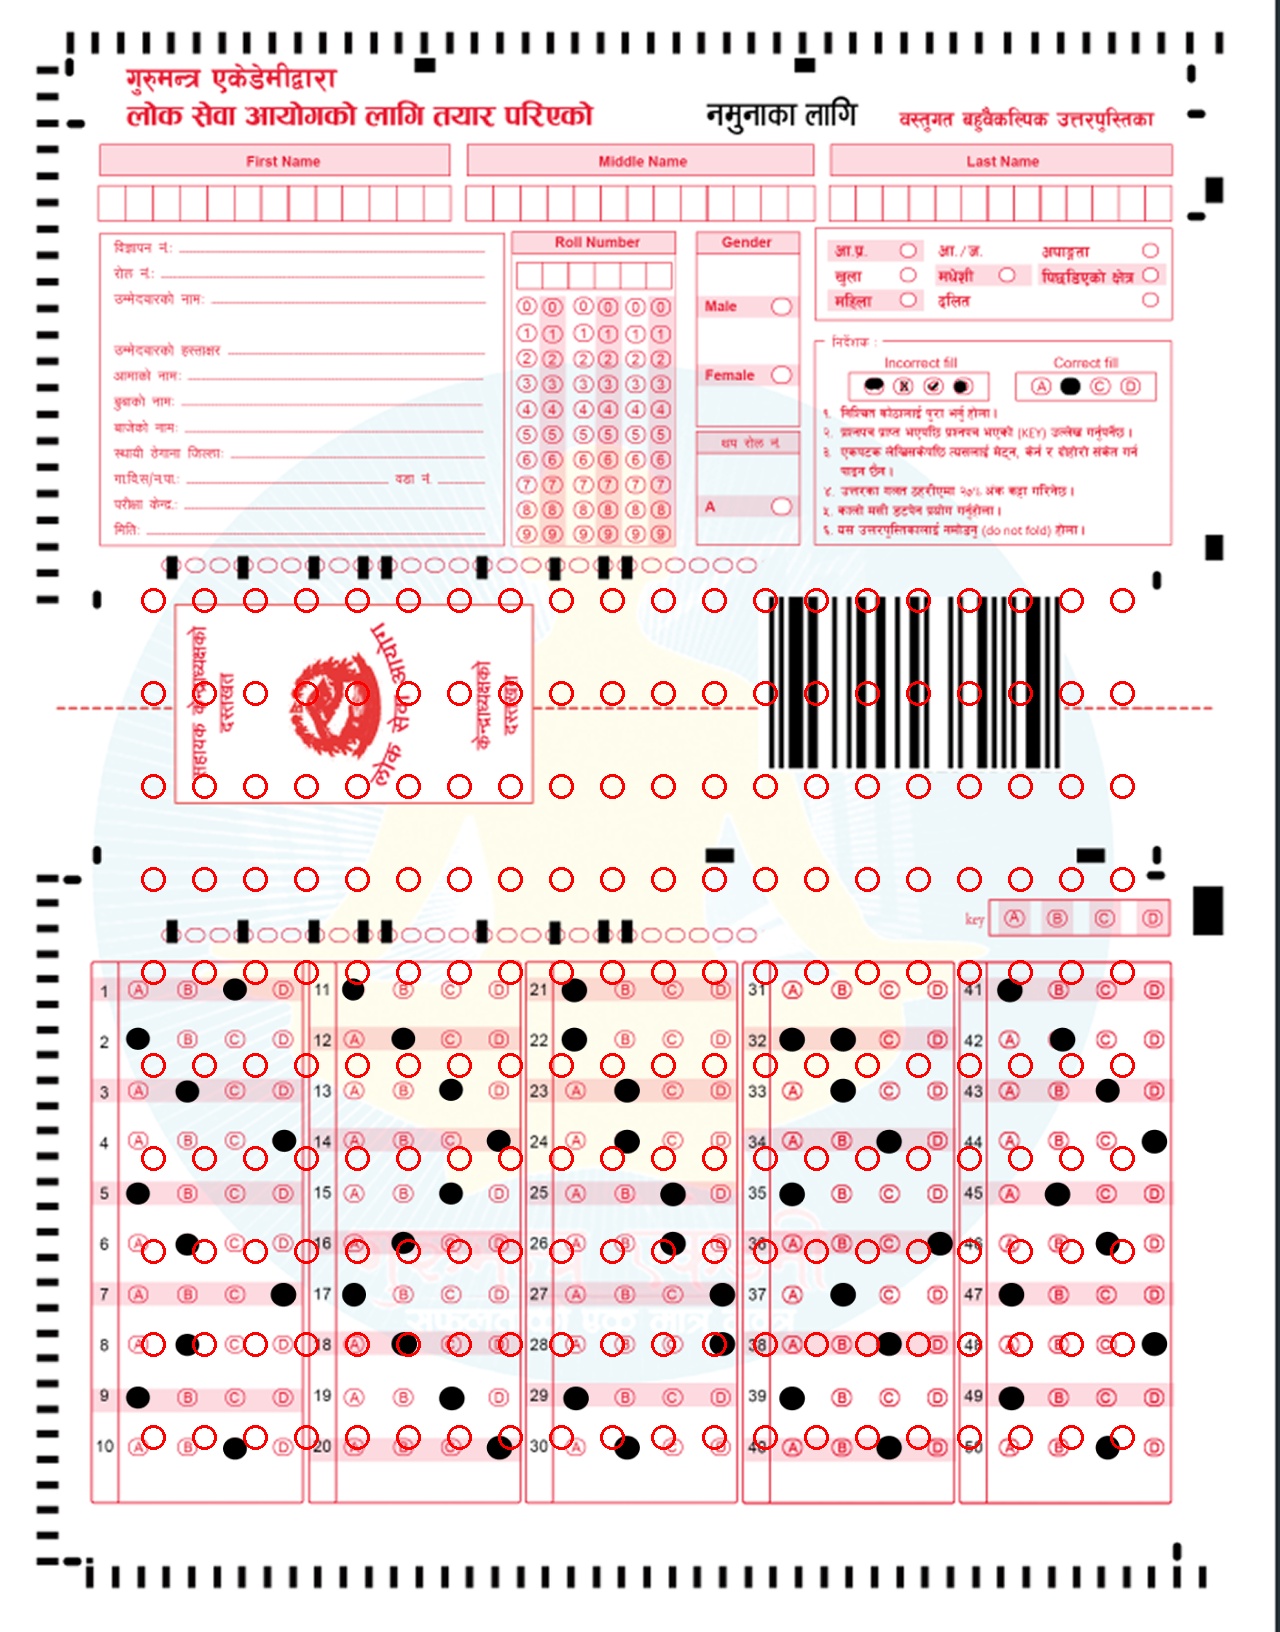 गुरुमन्त्र एकेडेमीद्वारा
लोक सेवा आयोगको लागि तयार परिएको
नमुनाका लागि
वस्तुगत बहुवैकल्पिक उत्तरपुस्तिका
First Name
Middle Name
Last Name
विज्ञापन नं:
रोल नं:
उम्मेदवारको नाम:
उम्मेदवारको हस्ताक्षर
आमाको नाम:
बुबाको नाम:
बाजेको नाम:
स्थायी ठेगाना जिल्ला:
गा.वि.स/न.पा.: वडा नं.
परीक्षा केन्द्र:
मिति:
Roll Number
0 0 0 0 0 0
1 1 1 1 1 1
2 2 2 2 2 2
3 3 3 3 3 3
4 4 4 4 4 4
5 5 5 5 5 5
6 6 6 6 6 6
7 7 7 7 7 7
8 8 8 8 8 8
9 9 9 9 9 9
Gender
Male
Female
थप रोल नं.
A
आ.प्र. आ./ज. अपाङ्गता
खुला मधेशी पिछडिएको क्षेत्र
महिला दलित
निर्देशक :
Incorrect fill
Correct fill
A C D
१. निश्चित कोठालाई पुरा भर्नु होला।
२. प्रश्नपत्र प्राप्त भएपछि प्रश्नपत्र भएको (KEY) उल्लेख गर्नुपर्नेछ।
४. उत्तरका गलत ठहरीएमा २०% अंक कट्टा गरिनेछ।
५. कालो मसी डटपेन प्रयोग गर्नुहोला।
६. यस उत्तरपुस्तिकालाई नमोडनु (do not fold) होला।
सहायक केन्द्राध्यक्षको
दस्तखत
लोक सेवा आयोग
केन्द्राध्यक्षको
दस्तखत
key A B C D
1 A B D
2 B C D
3 A C D
4 A B C
5 B C D
6 A C D
7 A B C
8 A C D
9 B C D
10 A B D
11 B C D
12 A C D
13 A B D
14 A B C
15 A B D
16 A C D
17 B C D
18 A C D
19 A B D
20 A B C
21 B C D
22 B C D
23 A C D
24 A C D
25 A B D
26 A B D
27 A B C
28 A B C
29 B C D
30 A C D
31 A B C D
32 C D
33 A C D
34 A B D
35 B C D
36 A B C
37 A C D
38 A B D
39 B C D
40 A B D
41 B C D
42 A C D
43 A B D
44 A B C
45 A C D
46 A B D
47 B C D
48 A B C
49 B C D
50 A B D